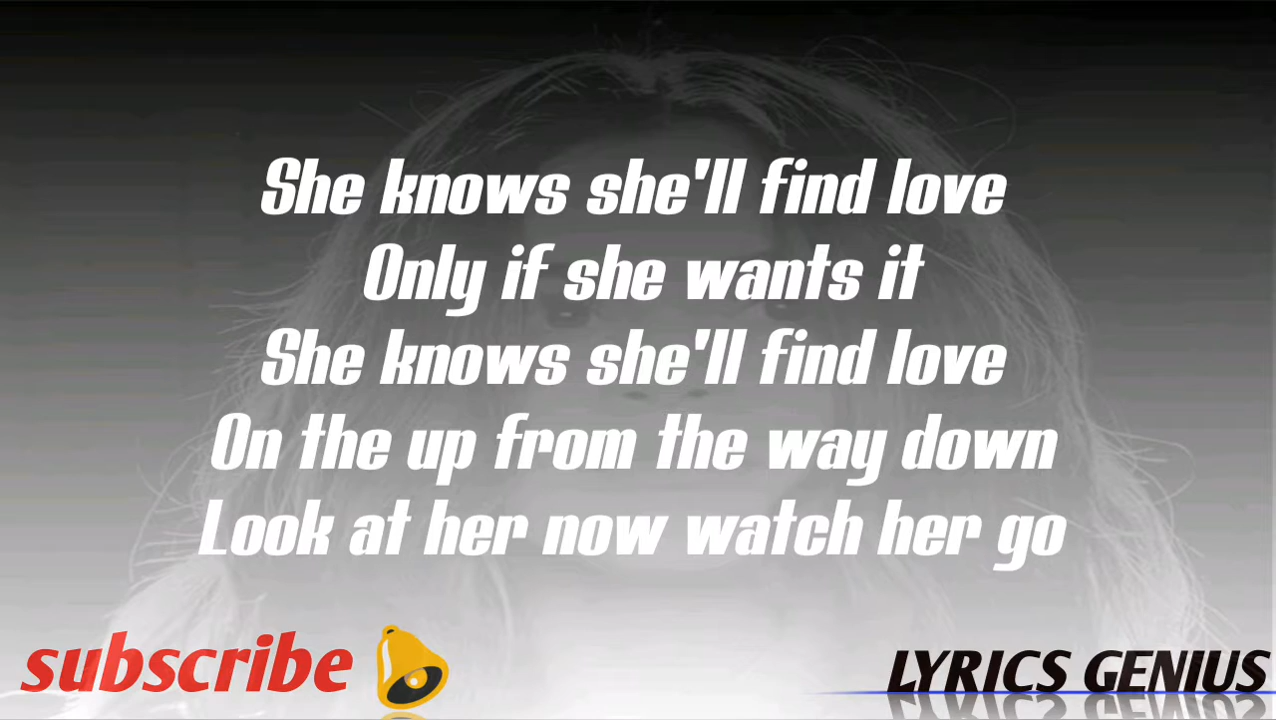 She knows she'll find love
Only if she wants it
She knows she'll find love
On the up from the way down
Look at her now watch her go
subscribe
LYRICS GENIUS